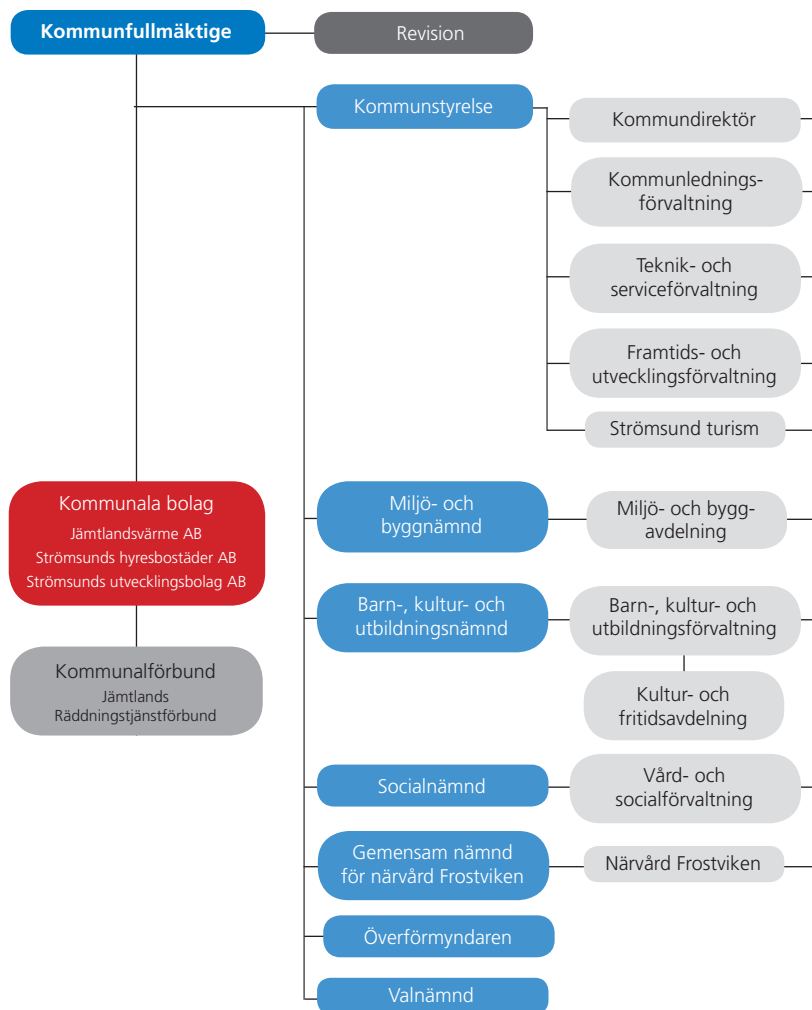 Kommunfullmäktige
Revision
Kommunstyrelse
Kommundirektör
Kommunlednings-
förvaltning
Teknik- och
serviceförvaltning
Framtids- och
utvecklingsförvaltning
Strömsund turism
Kommunala bolag
Jämtlandsvärme AB
Strömsunds hyresbostäder AB
Strömsunds utvecklingsbolag AB
Kommunalförbund
Jämtlands
Räddningstjänstförbund
Miljö- och
byggnämnd
Miljö- och bygg-
avdelning
Barn-, kultur- och
utbildningsnämnd
Barn-, kultur- och
utbildningsförvaltning
Kultur- och
fritidsavdelning
Socialnämnd
Vård- och
socialförvaltning
Gemensam nämnd
för närvård Frostviken
Närvård Frostviken
Överförmyndaren
Valnämnd